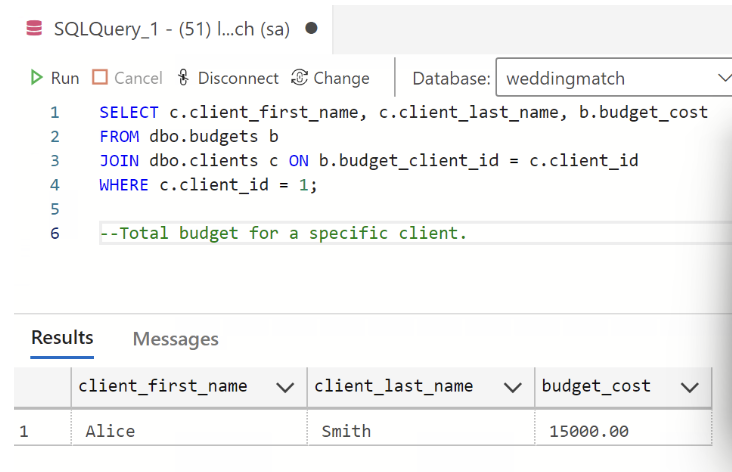 SQLQuery_1 - (51) l...ch (sa)
Run Cancel Disconnect Change Database: weddingmatch
1 SELECT c.client_first_name, c.client_last_name, b.budget_cost
2 FROM dbo.budgets b
3 JOIN dbo.clients c ON b.budget_client_id = c.client_id
4 WHERE c.client_id = 1;
5
6 --Total budget for a specific client.
Results Messages
client_first_name client_last_name budget_cost
1 Alice Smith 15000.00